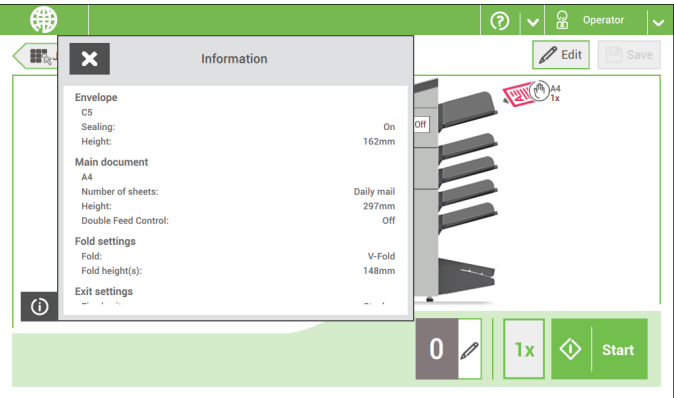 Operator
Information
Edit
Save
Envelope
C5
Sealing: On
Height: 162mm
Main document
A4
Number of sheets: Daily mail
Height: 297mm
Double Feed Control: Off
Fold settings
Fold: V-Fold
Fold height(s): 148mm
Exit settings
Off
A4
1x
0
1x
Start